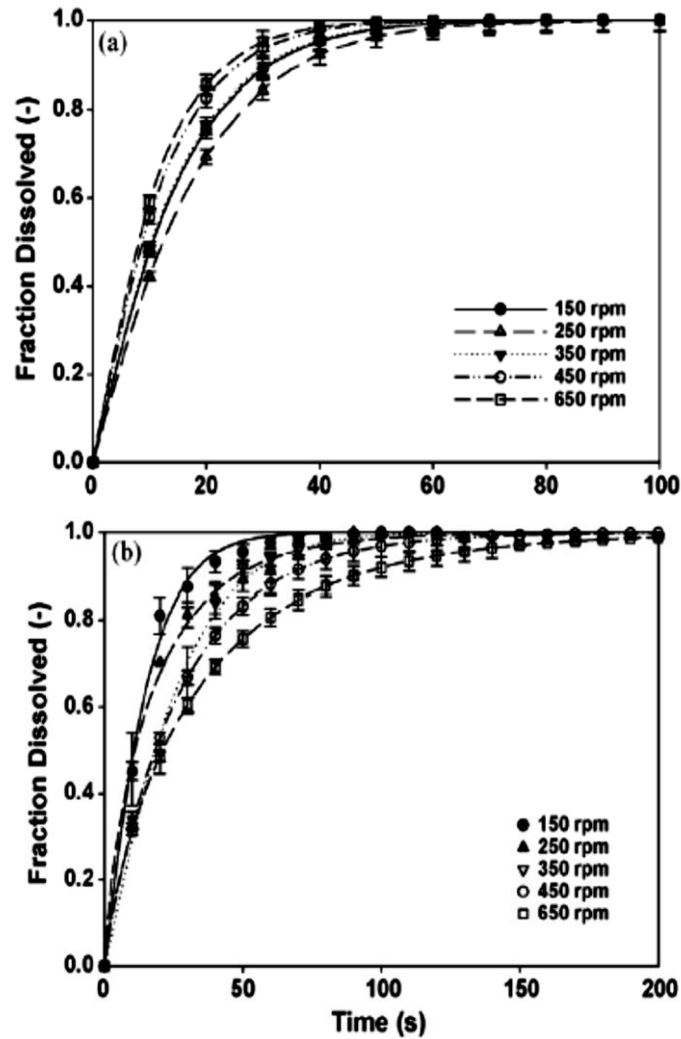 (a)
Fraction Dissolved (-)
1.0
0.8
0.6
0.4
0.2
0.0
150 rpm
250 rpm
350 rpm
450 rpm
650 rpm
0 20 40 60 80 100
(b)
Fraction Dissolved (-)
1.0
0.8
0.6
0.4
0.2
0.0
150 rpm
250 rpm
350 rpm
450 rpm
650 rpm
0 50 100 150 200
Time (s)